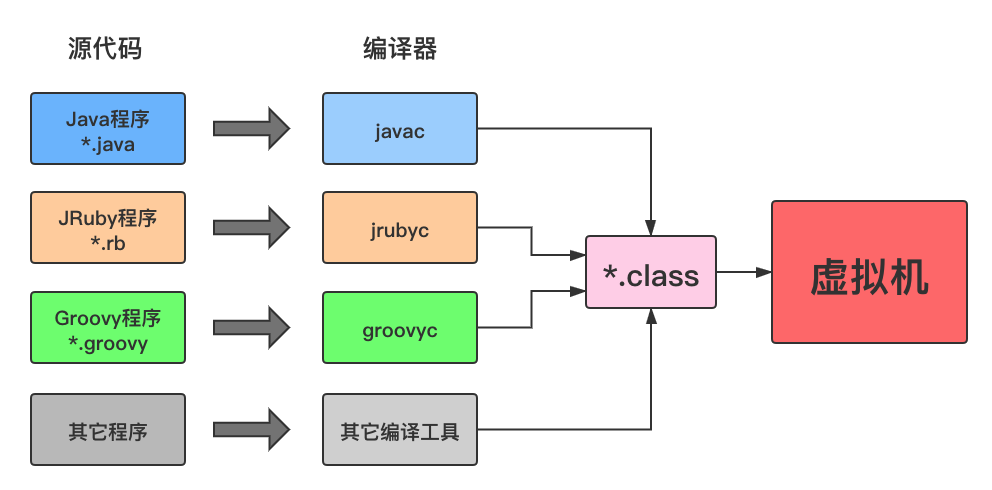 源代码
编译器
Java程序
*.java
javac
JRuby程序
*.rb
jrubyc
*.class
虚拟机
Groovy程序
*.groovy
groovyc
其它程序
其它编译工具